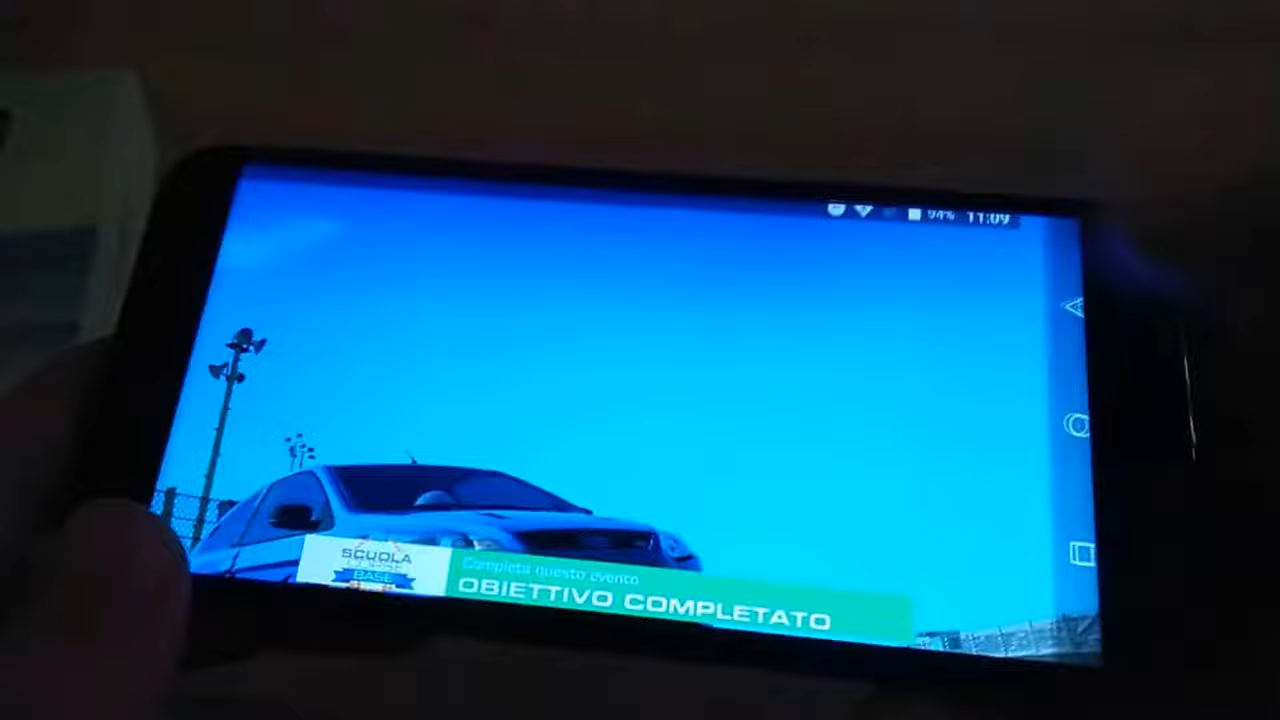 94% 11:09
SCUOLA
BASE
Completa questo evento
OBIETTIVO COMPLETATO